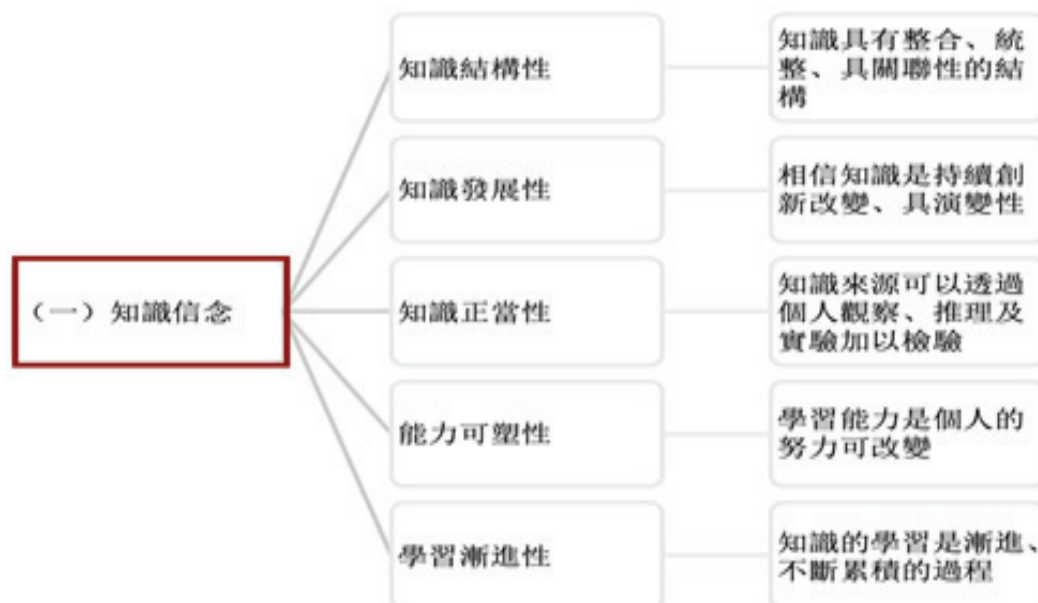 知識結構性
知識具有整合、統
整、具關聯性的結
構
知識發展性
相信知識是持續創
新改變、具演變性
（一）知識信念
知識正當性
知識來源可以透過
個人觀察、推理及
實驗加以檢驗
能力可塑性
學習能力是個人的
努力可改變
學習漸進性
知識的學習是漸進、
不斷累積的過程